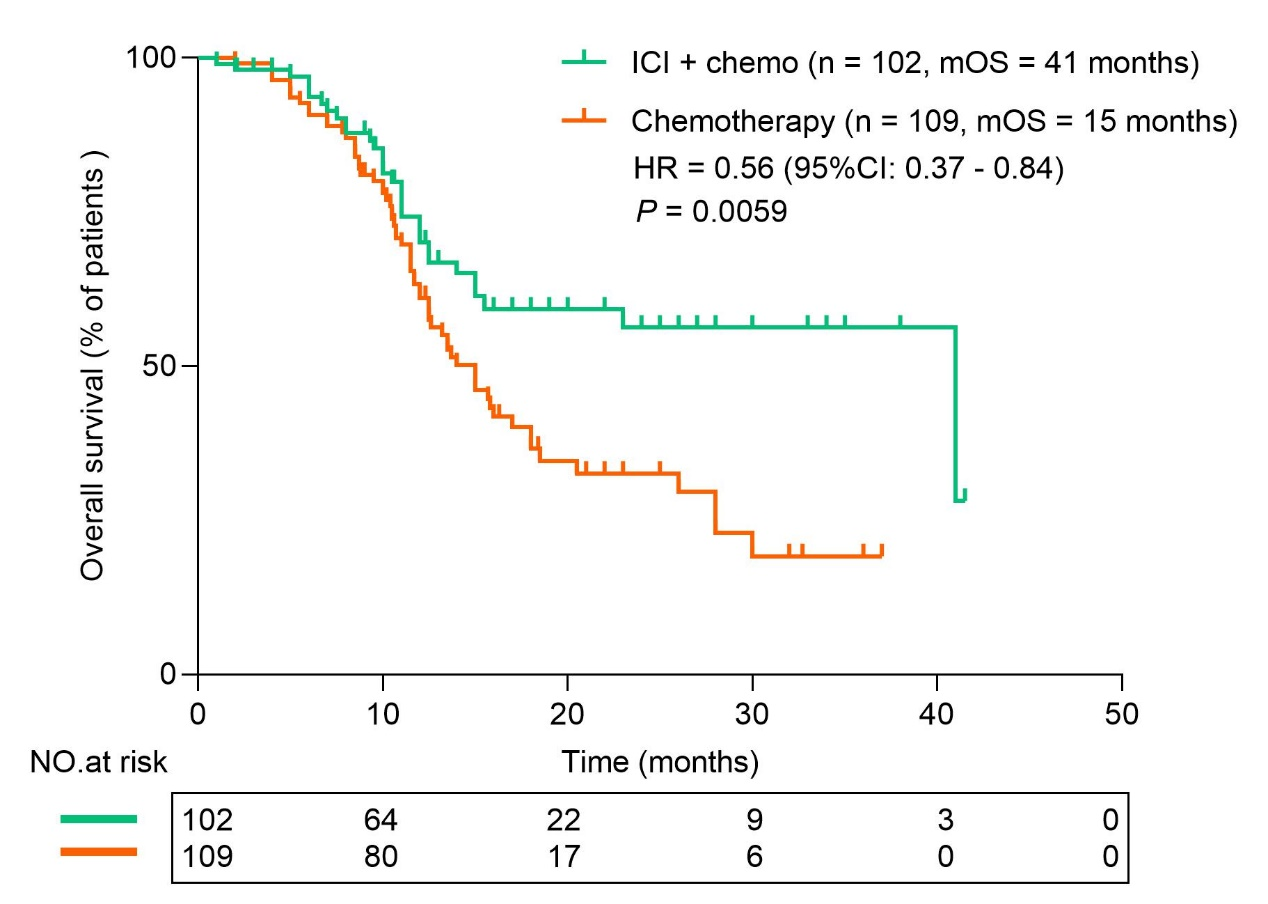 100
50
0
Overall survival (% of patients )
ICI + chemo (n = 102, mOS = 41 months)
Chemotherapy (n = 109, mOS = 15 months)
HR = 0.56 (95%CI: 0.37 - 0.84)
P = 0.0059
0 10 20 30 40 50
NO.at risk Time (months)
102 64 22 9 3 0
109 80 17 6 0 0